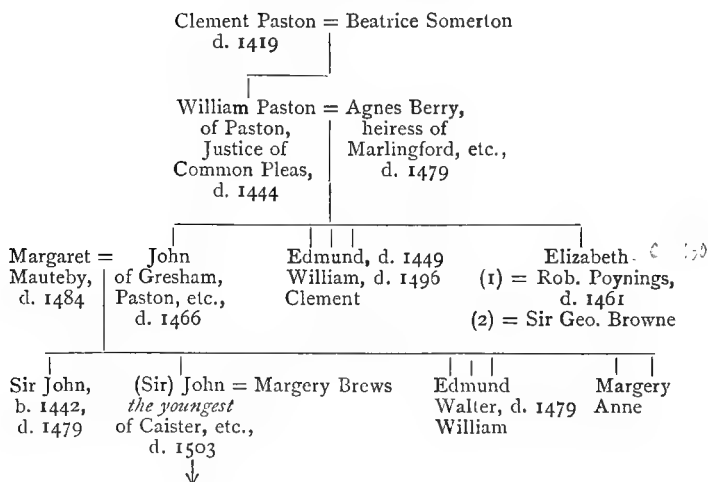 Clement Paston = Beatrice Somerton
d. 1419
William Paston = Agnes Berry,
of Paston, heiress of
Justice of Marlingford, etc.,
Common Pleas, d. 1479
d. 1444
Margaret = John Edmund, d. 1449 Elizabeth
Mauteby, of Gresham, William, d. 1496 (1) = Rob. Poynings,
d. 1484 Paston, etc., Clement d. 1461
d. 1466 (2) = Sir Geo. Browne
Sir John, (Sir) John = Margery Brews Edmund Margery
b. 1442, the youngest Walter, d. 1479 Anne
d. 1479 of Caister, etc., William
d. 1503